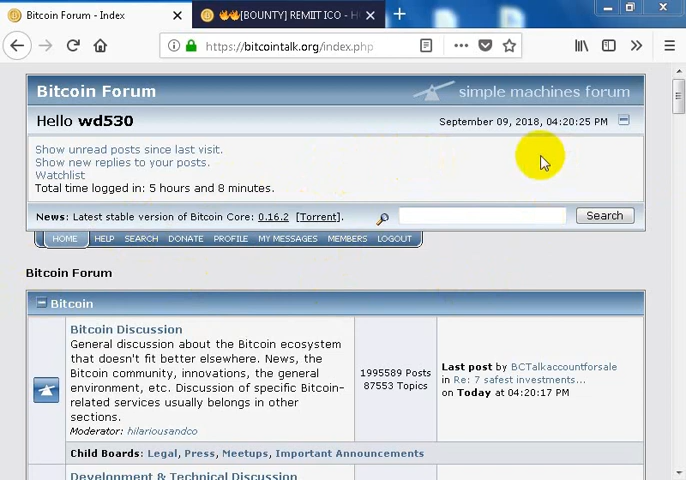 Bitcoin Forum - Index
🔥🔥[BOUNTY] REMIIT ICO - H
https://bitcointalk.org/index.php
Bitcoin Forum
simple machines forum
Hello wd530
September 09, 2018, 04:20:25 PM
Show unread posts since last visit.
Show new replies to your posts.
Watchlist
Total time logged in: 5 hours and 8 minutes.
News: Latest stable version of Bitcoin Core: 0.16.2 [Torrent].
Search
HOME HELP SEARCH DONATE PROFILE MY MESSAGES MEMBERS LOGOUT
Bitcoin Forum
Bitcoin
Bitcoin Discussion
General discussion about the Bitcoin ecosystem
that doesn't fit better elsewhere. News, the
Bitcoin community, innovations, the general
environment, etc. Discussion of specific Bitcoin-
related services usually belongs in other
sections.
Moderator: hilariousandco
1995589 Posts
87553 Topics
Last post by BCTalkaccountforsale
in Re: 7 safest investments...
on Today at 04:20:17 PM
Child Boards: Legal, Press, Meetups, Important Announcements
Development & Technical Discussion